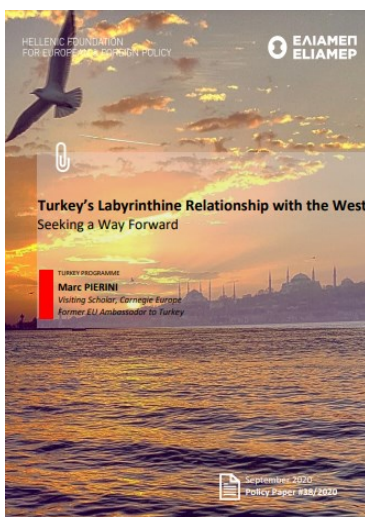 HELLENIC FOUNDATION
FOR EUROPEAN & FOREIGN POLICY
ΕΛΙΑΜΕΠ
ELIAMEP
Turkey's Labyrinthine Relationship with the West
Seeking a Way Forward
TURKEY PROGRAMME
Marc PIERINI
Visiting Scholar, Carnegie Europe
Former EU Ambassador to Turkey
September 2020
Policy Paper #38/2020